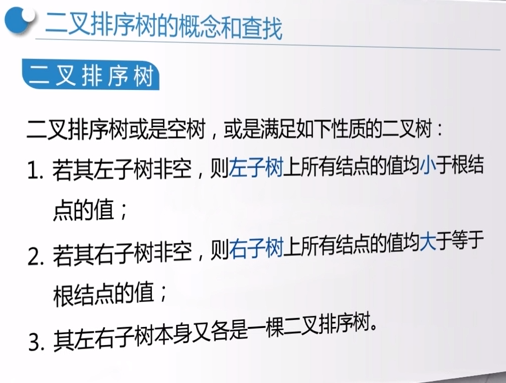 二叉排序树的概念和查找
二叉排序树
二叉排序树或是空树，或是满足如下性质的二叉树：
1. 若其左子树非空，则左子树上所有结点的值均小于根结
点的值；
2. 若其右子树非空，则右子树上所有结点的值均大于等于
根结点的值；
3. 其左右子树本身又各是一棵二叉排序树。